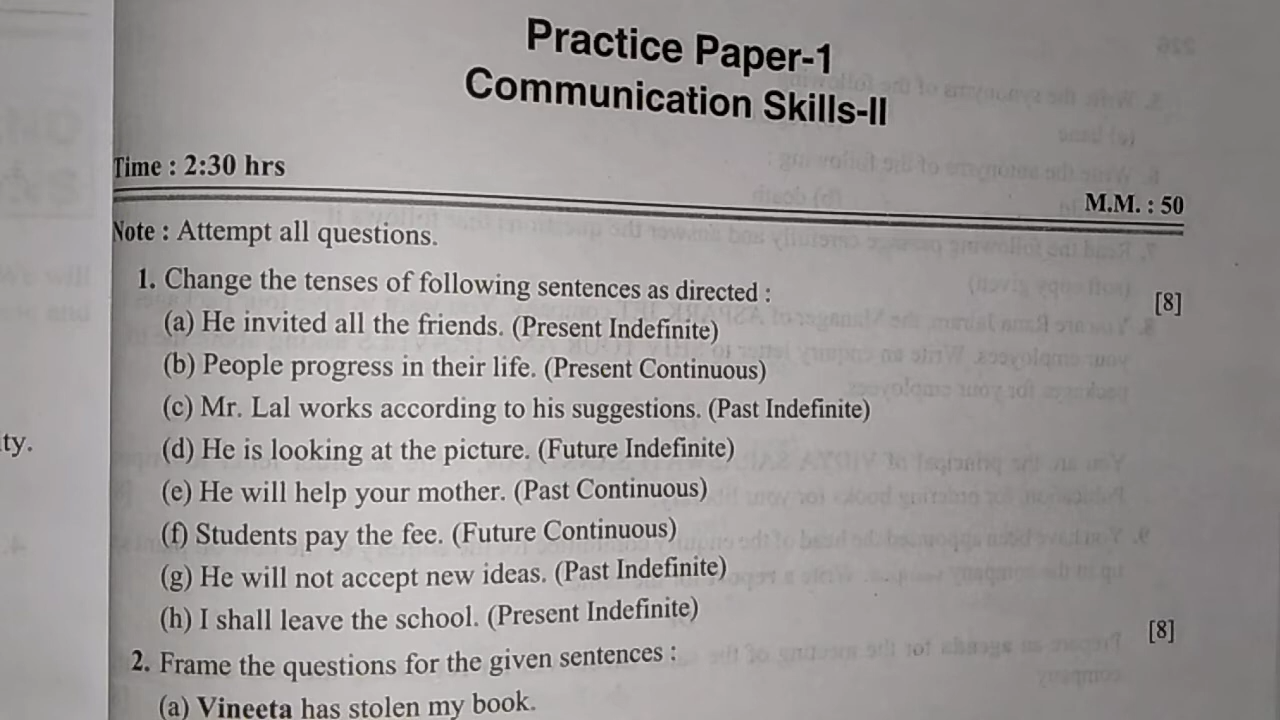 Practice Paper-1
Communication Skills-II
Time : 2:30 hrs
M.M. : 50
Note : Attempt all questions.
1. Change the tenses of following sentences as directed : [8]
(a) He invited all the friends. (Present Indefinite)
(b) People progress in their life. (Present Continuous)
(c) Mr. Lal works according to his suggestions. (Past Indefinite)
(d) He is looking at the picture. (Future Indefinite)
ty.
(e) He will help your mother. (Past Continuous)
(f) Students pay the fee. (Future Continuous)
(g) He will not accept new ideas. (Past Indefinite)
(h) I shall leave the school. (Present Indefinite)
2. Frame the questions for the given sentences : [8]
(a) Vineeta has stolen my book.